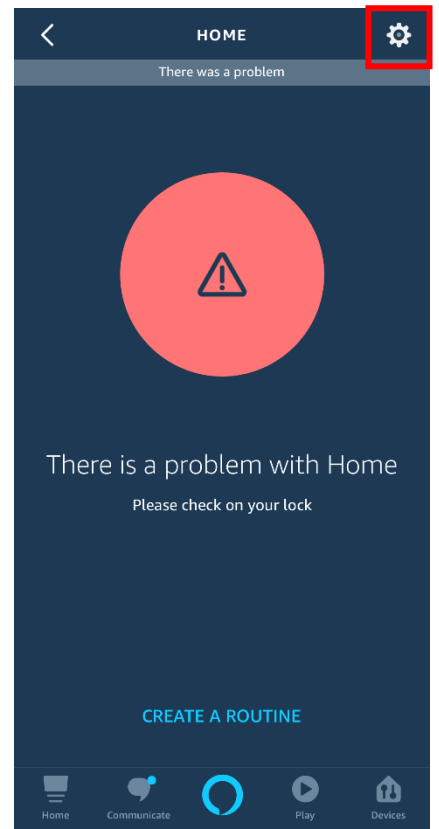 HOME
There was a problem
There is a problem with Home
Please check on your lock
CREATE A ROUTINE
Home
Communicate
Play
Devices